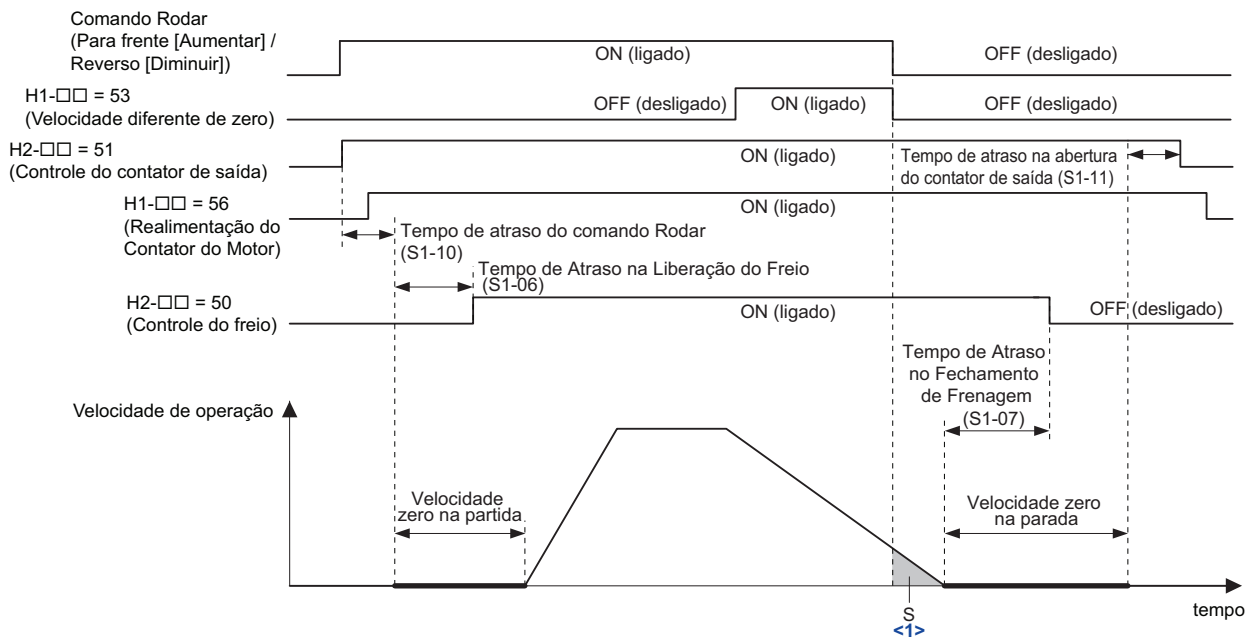 Comando Rodar
(Para frente [Aumentar] /
Reverso [Diminuir])
ON (ligado)
OFF (desligado)
H1-□□ = 53
(Velocidade diferente de zero)
OFF (desligado)
ON (ligado)
OFF (desligado)
H2-□□ = 51
(Controle do contator de saída)
ON (ligado)
Tempo de atraso na abertura
do contator de saída (S1-11)
H1-□□ = 56
(Realimentação do
Contator do Motor)
ON (ligado)
Tempo de atraso do comando Rodar
(S1-10)
Tempo de Atraso na Liberação do Freio
(S1-06)
H2-□□ = 50
(Controle do freio)
ON (ligado)
OFF (desligado)
Tempo de Atraso
no Fechamento
de Frenagem
(S1-07)
Velocidade de operação
Velocidade
zero na partida
Velocidade zero
na parada
S
<1>
tempo